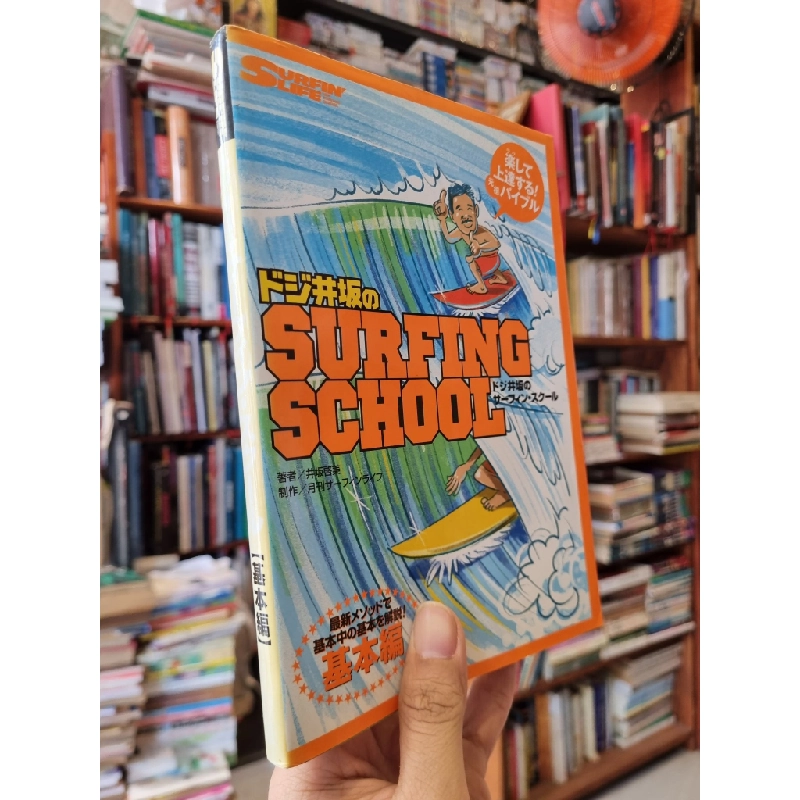 SURFIN'
LIFE
楽して
上達する!
バイブル
ドジ井坂の
SURFING
SCHOOL
ドジ井坂の
サーフィン・スクール
著者/井坂啓美
制作/月刊サーフィンライフ
最新メソッドで
基本中の基本を解説!
基本編
[基本編]